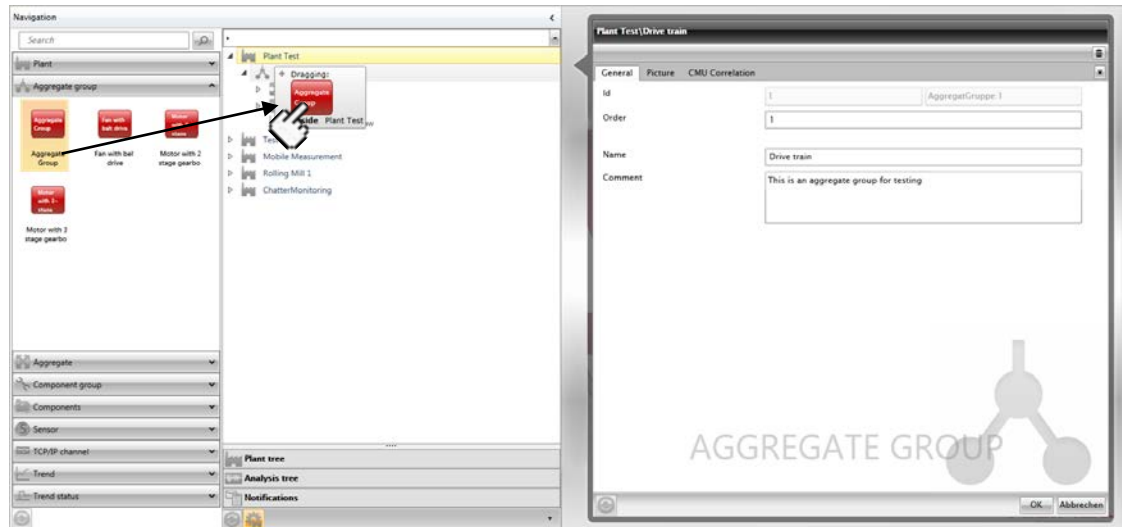 Navigation
Search
Plant
Aggregate group
Aggregate Group
Fan with balt driva
Motor with 2 stage
Aggregate Group
Fan with bel drive
Motor with 2 stage gearbo
Motor with 3- stage
Motor with 3 stage gearbo
Aggregate
Component group
Components
Sensor
TCP/IP channel
Trend
Trend status
Plant Test
Dragging:
Aggregate
Plant Test
Mobile Measurement
Rolling Mill 1
ChatterMonitoring
Plant tree
Analysis tree
Notifications
Plant Test\Drive train
General Picture CMU Correlation
Id 1 AggregatGruppe 1
Order 1
Name Drive train
Comment This is an aggregate group for testing
AGGREGATE GROUP
OK Abbrechen